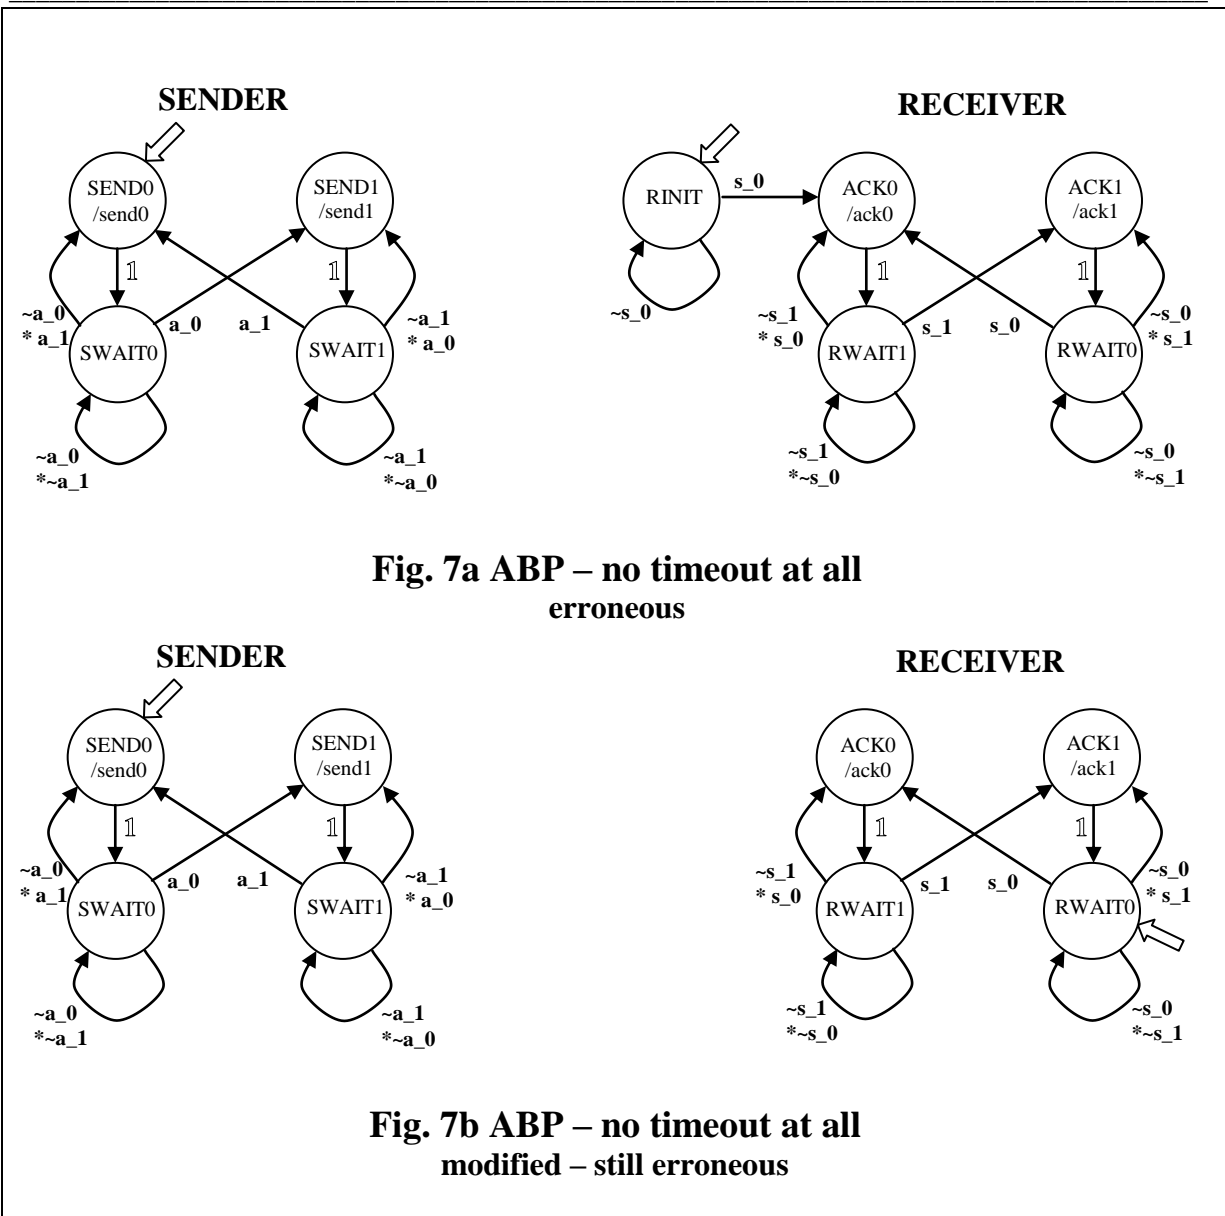 SENDER
RECEIVER
SEND0
/send0
SEND1
/send1
RINIT
s_0
ACK0
/ack0
ACK1
/ack1
𝟙
𝟙
𝟙
𝟙
~a_0
* a_1
a_0
a_1
~a_1
* a_0
~s_0
~s_1
* s_0
s_1
s_0
~s_0
* s_1
SWAIT0
SWAIT1
RWAIT1
RWAIT0
~a_0
*~a_1
~a_1
*~a_0
~s_1
*~s_0
~s_0
*~s_1
Fig. 7a ABP – no timeout at all
erroneous
SENDER
RECEIVER
SEND0
/send0
SEND1
/send1
ACK0
/ack0
ACK1
/ack1
𝟙
𝟙
𝟙
𝟙
~a_0
* a_1
a_0
a_1
~a_1
* a_0
~s_1
* s_0
s_1
s_0
~s_0
* s_1
SWAIT0
SWAIT1
RWAIT1
RWAIT0
~a_0
*~a_1
~a_1
*~a_0
~s_1
*~s_0
~s_0
*~s_1
Fig. 7b ABP – no timeout at all
modified – still erroneous